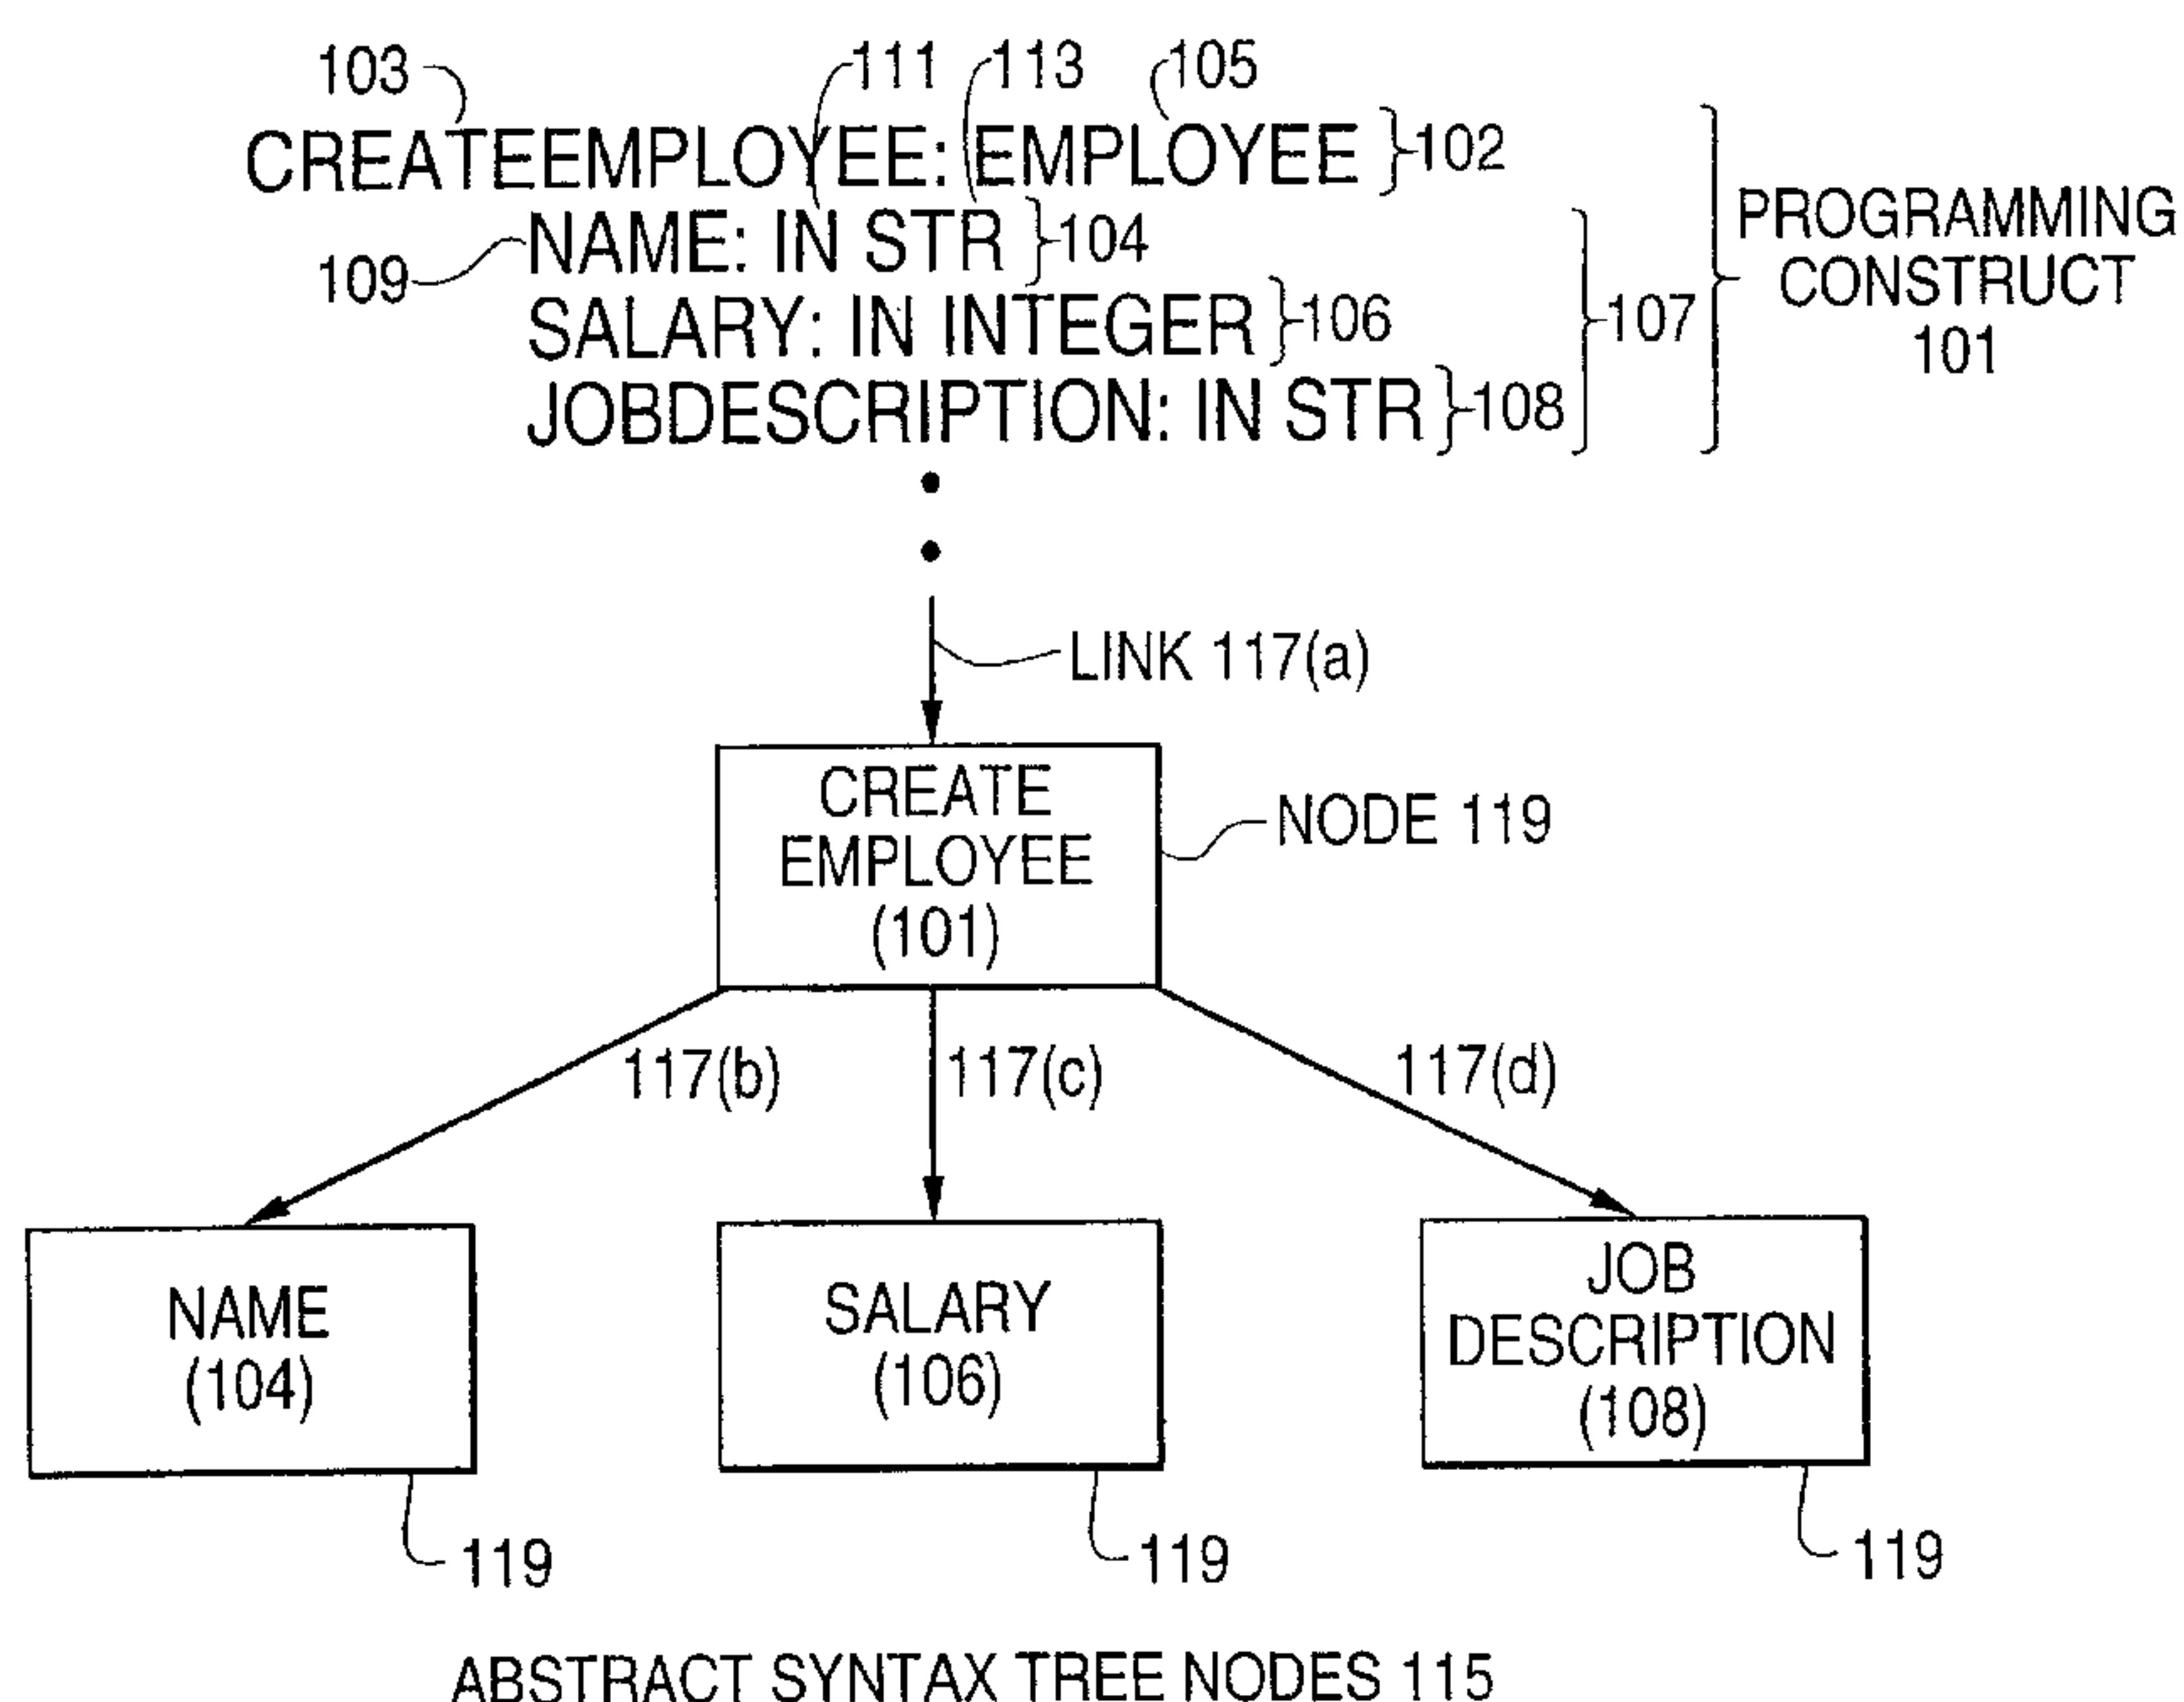 103 111 113 105
CREATEEMPLOYEE: EMPLOYEE 102
NAME: IN STR 104
109
SALARY: IN INTEGER 106
JOBDESCRIPTION: IN STR 108
107
PROGRAMMING
CONSTRUCT
101
LINK 117(a)
CREATE
EMPLOYEE
(101)
NODE 119
117(b) 117(c) 117(d)
NAME
(104)
SALARY
(106)
JOB
DESCRIPTION
(108)
119 119 119
ABSTRACT SYNTAX TREE NODES 115